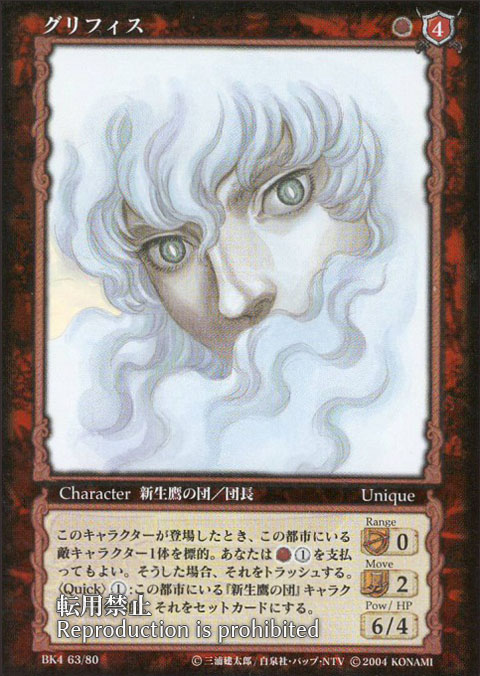 グリフィス
4
Character 新生鷹の団／団長 Unique
このキャラクターが登場したとき、この都市にいる
敵キャラクター1体を標的。あなたは①を支払
ってもよい。そうした場合、それをトラッシュする。
〈Quick〉①:この都市にいる「新生鷹の団」キャラク
それをセットカードにする。
転用禁止
Reproduction is prohibited
Range
0
Move
2
Pow/ HP
6/4
BK4 63/80
© 三浦建太郎/白泉社・バップ・NTV © 2004 KONAMI